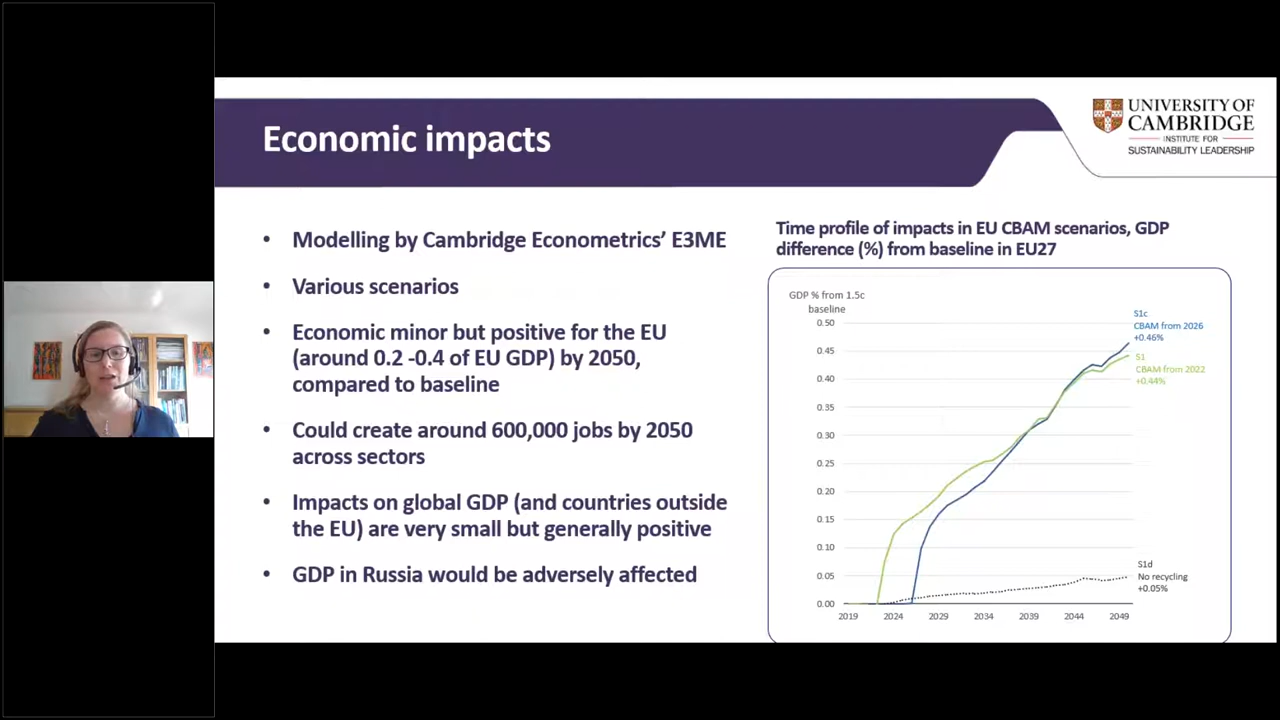 Economic impacts
UNIVERSITY OF
CAMBRIDGE
INSTITUTE FOR
SUSTAINABILITY LEADERSHIP
• Modelling by Cambridge Econometrics’ E3ME
• Various scenarios
• Economic minor but positive for the EU
(around 0.2 -0.4 of EU GDP) by 2050,
compared to baseline
• Could create around 600,000 jobs by 2050
across sectors
• Impacts on global GDP (and countries outside
the EU) are very small but generally positive
• GDP in Russia would be adversely affected
Time profile of impacts in EU CBAM scenarios, GDP
difference (%) from baseline in EU27
GDP % from 1.5c
baseline
0.50
0.45
0.40
0.35
0.30
0.25
0.20
0.15
0.10
0.05
0.00
2019 2024 2029 2034 2039 2044 2049
S1c
CBAM from 2026
+0.46%
S1
CBAM from 2022
+0.44%
S1d
No recycling
+0.05%